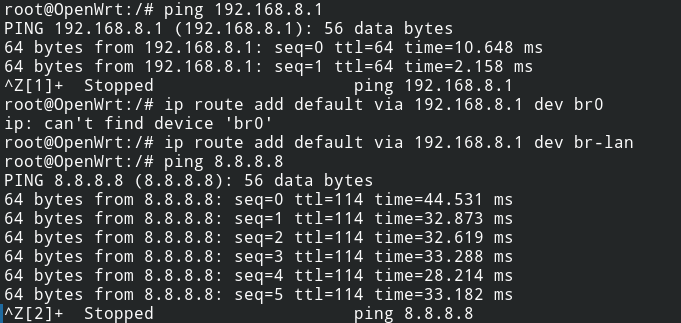 root@OpenWrt:/# ping 192.168.8.1
PING 192.168.8.1 (192.168.8.1): 56 data bytes
64 bytes from 192.168.8.1: seq=0 ttl=64 time=10.648 ms
64 bytes from 192.168.8.1: seq=1 ttl=64 time=2.158 ms
^Z[1]+  Stopped                    ping 192.168.8.1
root@OpenWrt:/# ip route add default via 192.168.8.1 dev br0
ip: can't find device 'br0'
root@OpenWrt:/# ip route add default via 192.168.8.1 dev br-lan
root@OpenWrt:/# ping 8.8.8.8
PING 8.8.8.8 (8.8.8.8): 56 data bytes
64 bytes from 8.8.8.8: seq=0 ttl=114 time=44.531 ms
64 bytes from 8.8.8.8: seq=1 ttl=114 time=32.873 ms
64 bytes from 8.8.8.8: seq=2 ttl=114 time=32.619 ms
64 bytes from 8.8.8.8: seq=3 ttl=114 time=33.288 ms
64 bytes from 8.8.8.8: seq=4 ttl=114 time=28.214 ms
64 bytes from 8.8.8.8: seq=5 ttl=114 time=33.182 ms
^Z[2]+  Stopped                    ping 8.8.8.8